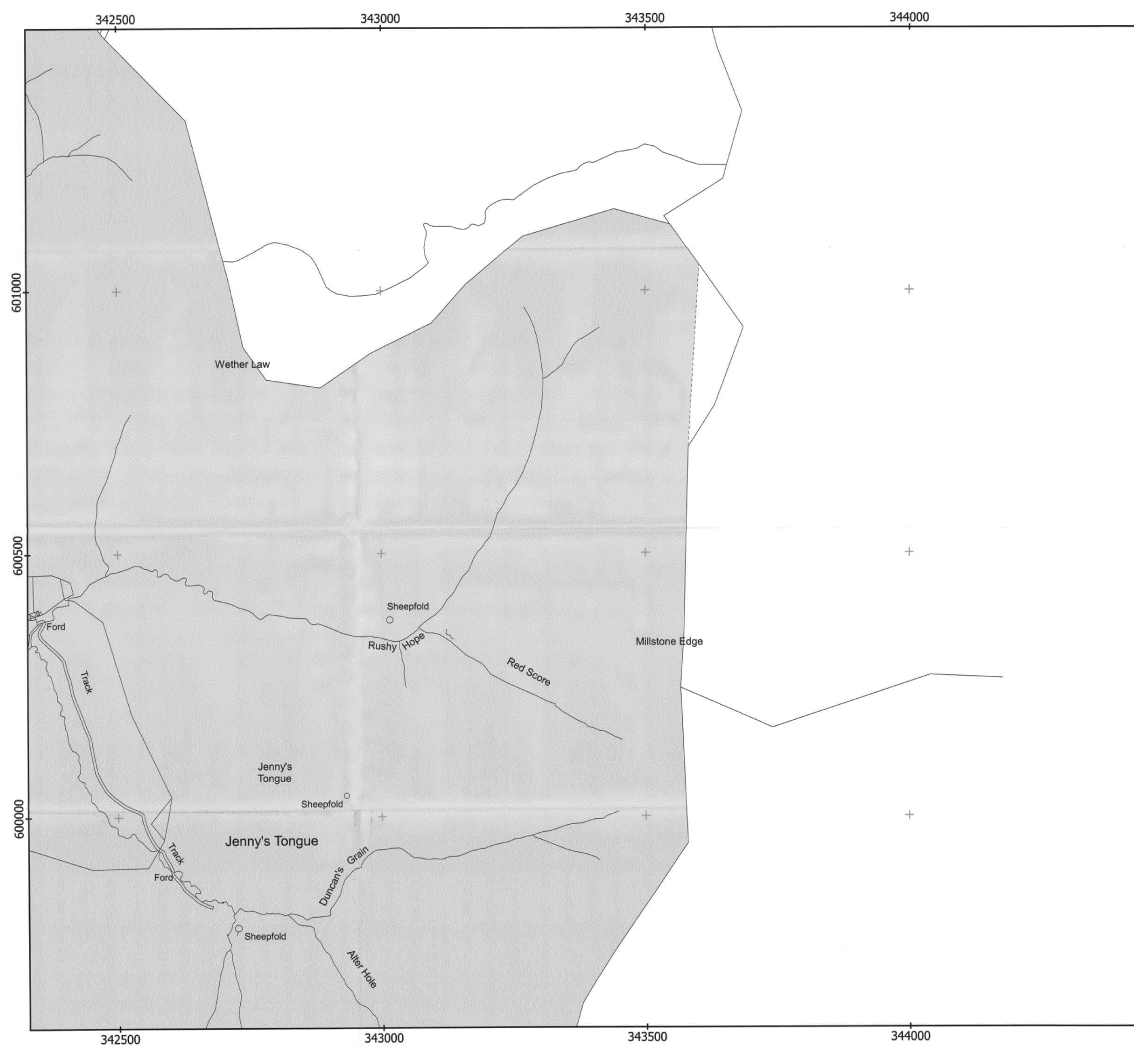 342500
343000
343500
344000
601000
Wether Law
600500
Sheepfold
Ford
Rushy Hope
Millstone Edge
Track
Red Score
Jenny's
Tongue
Sheepfold
600000
Jenny's Tongue
Track
Duncan's Grain
Ford
Sheepfold
Alter Hole
342500
343000
343500
344000